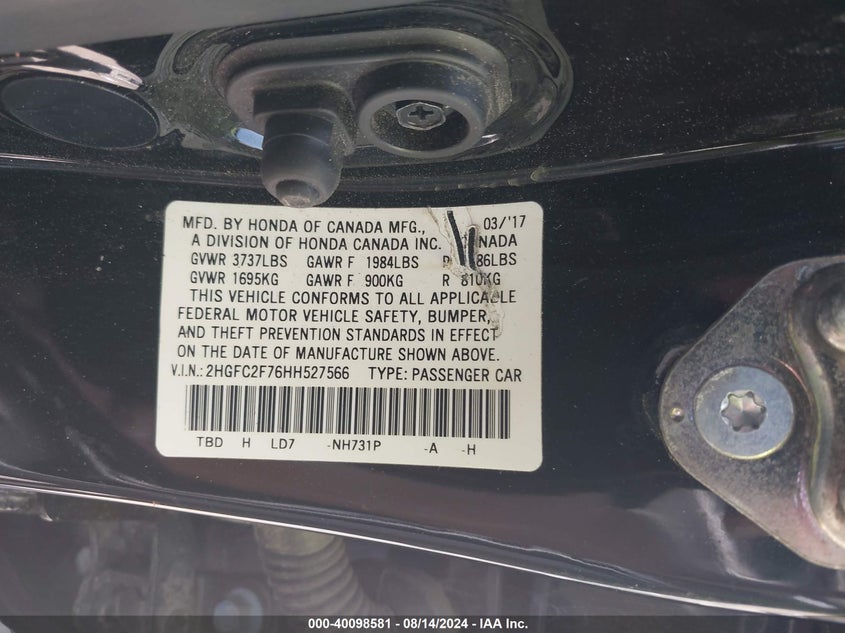 MFD. BY HONDA OF CANADA MFG., 03/'17
A DIVISION OF HONDA CANADA INC.
GVWR 3737LBS GAWR F 1984LBS
GVWR 1695KG GAWR F 900KG R 810KG
THIS VEHICLE CONFORMS TO ALL APPLICABLE
FEDERAL MOTOR VEHICLE SAFETY, BUMPER,
AND THEFT PREVENTION STANDARDS IN EFFECT
ON THE DATE OF MANUFACTURE SHOWN ABOVE.
V.I.N.: 2HGFC2F76HH527566 TYPE: PASSENGER CAR
TBD H LD7 -NH731P -A -H
000-40098581 - 08/14/2024 - IAA Inc.